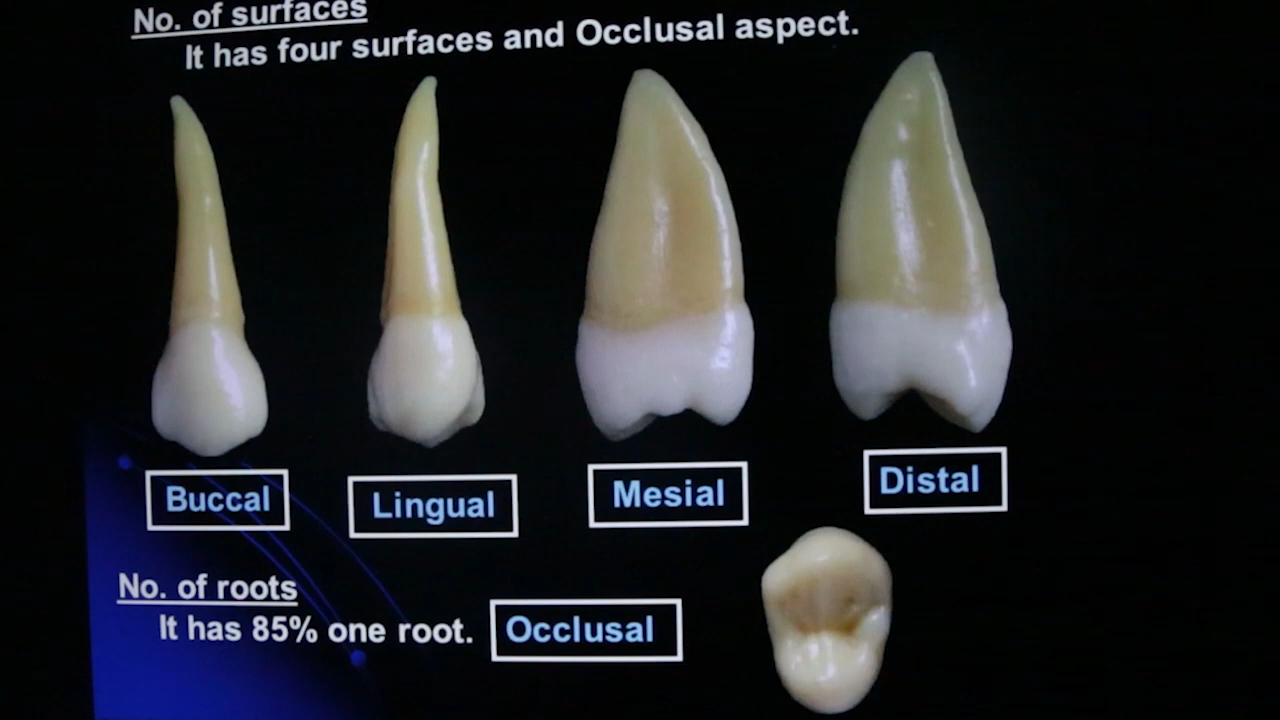 No. of surfaces
It has four surfaces and Occlusal aspect.
Buccal
Lingual
Mesial
Distal
No. of roots
It has 85% one root.
Occlusal